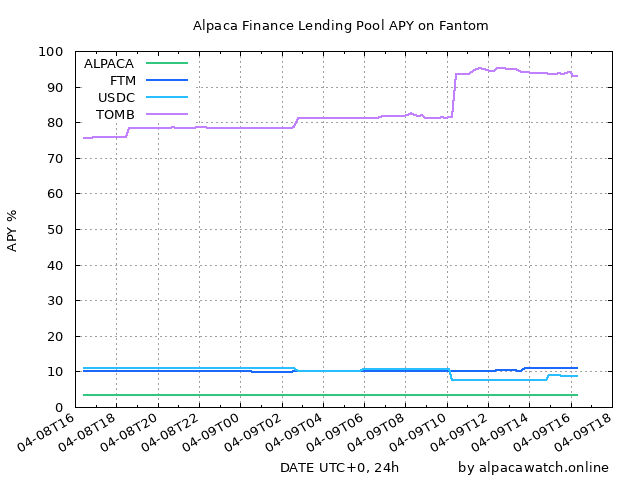 Alpaca Finance Lending Pool APY on Fantom
APY %
100
90
80
70
60
50
40
30
20
10
0
ALPACA
FTM
USDC
TOMB
04-08T16
04-08T18
04-08T20
04-08T22
04-09T00
04-09T02
04-09T04
04-09T06
04-09T08
04-09T10
04-09T12
04-09T14
04-09T16
04-09T18
DATE UTC+0, 24h
by alpacawatch.online